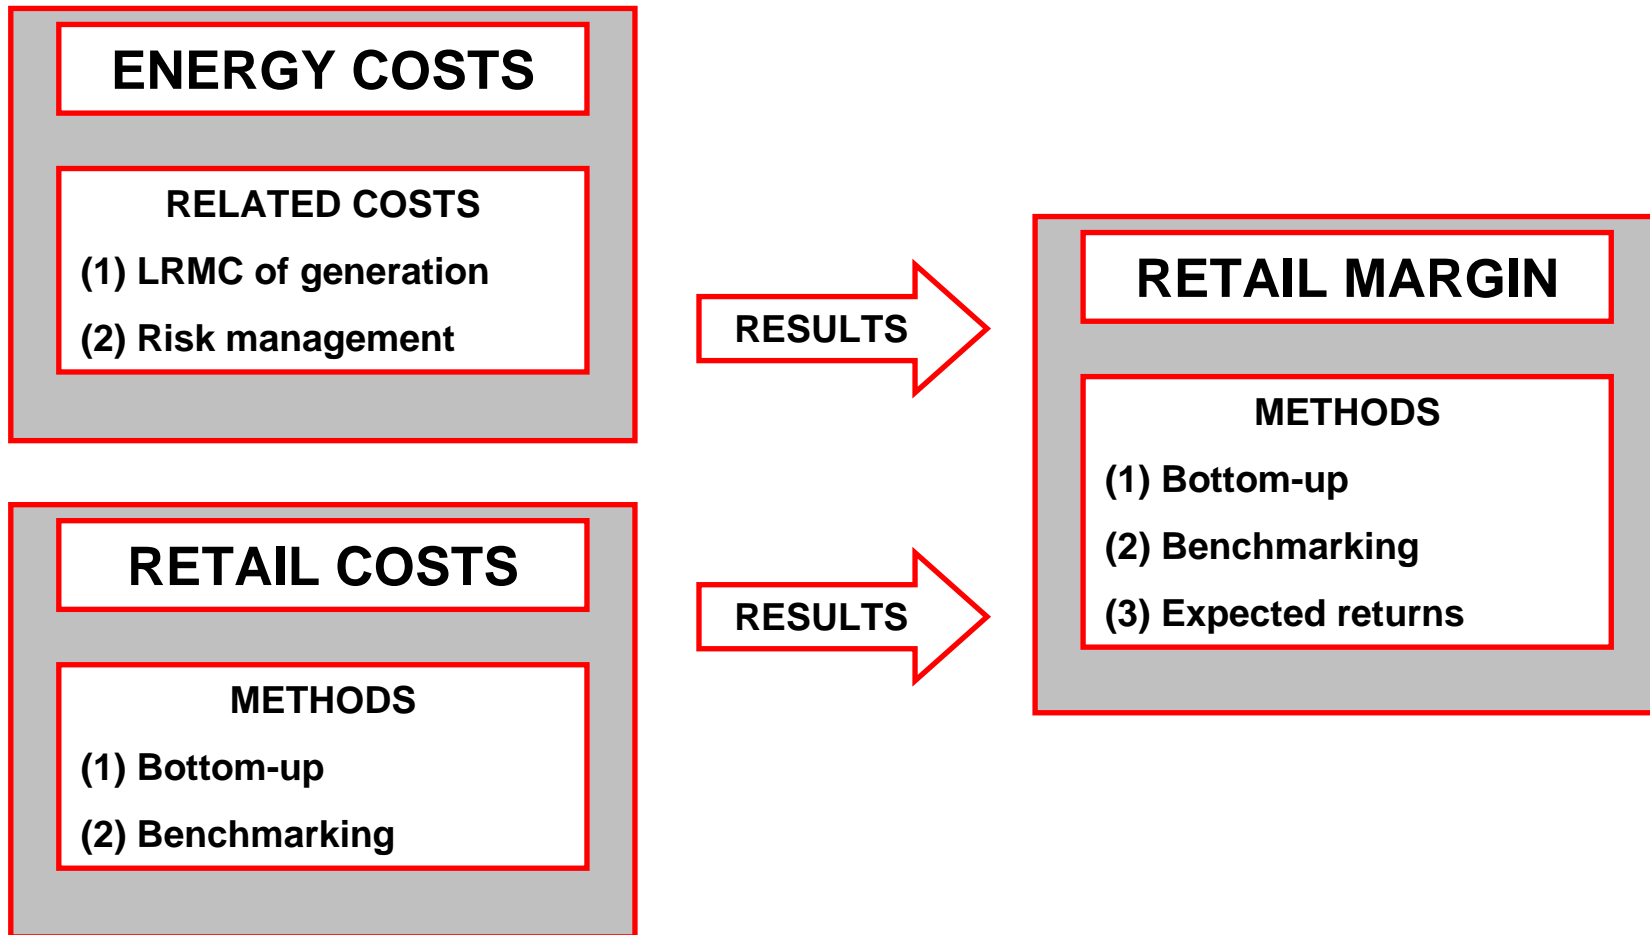 ENERGY COSTS
RELATED COSTS
(1) LRMC of generation
(2) Risk management
RESULTS
RETAIL COSTS
METHODS
(1) Bottom-up
(2) Benchmarking
RESULTS
RETAIL MARGIN
METHODS
(1) Bottom-up
(2) Benchmarking
(3) Expected returns